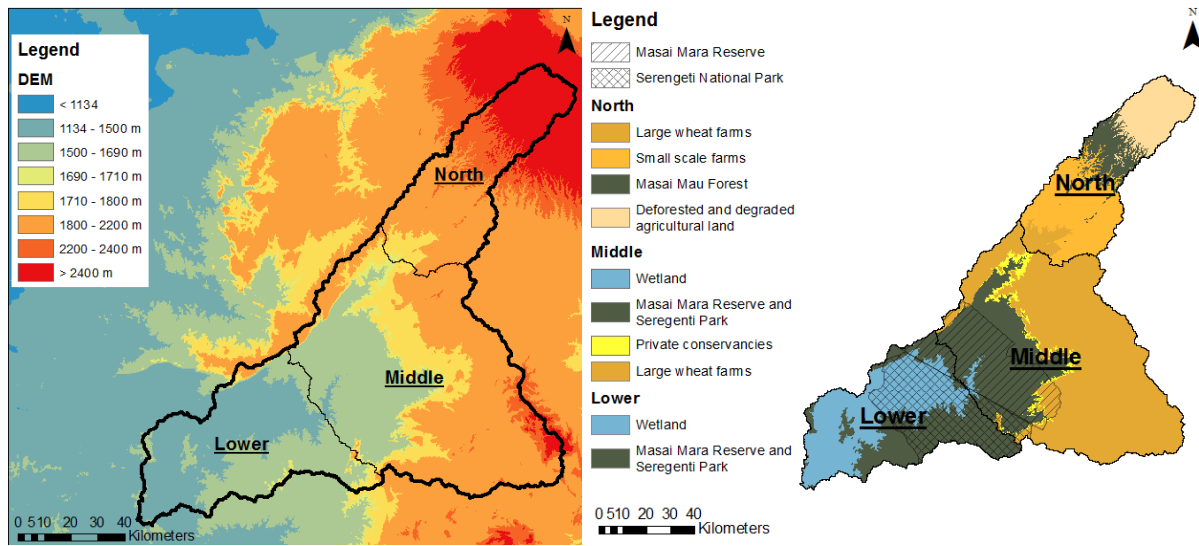 N
Legend
DEM
< 1134
1134 - 1500 m
1500 - 1690 m
1690 - 1710 m
1710 - 1800 m
1800 - 2200 m
2200 - 2400 m
> 2400 m
North
Middle
Lower
0 5 10 20 30 40
Kilometers
Legend
Masai Mara Reserve
Serengeti National Park
North
Large wheat farms
Small scale farms
Masai Mau Forest
Deforested and degraded
agricultural land
Middle
Wetland
Masai Mara Reserve and
Seregenti Park
Private conservancies
Large wheat farms
Lower
Wetland
Masai Mara Reserve and
Seregenti Park
0 5 10 20 30 40
Kilometers
N
North
Middle
Lower